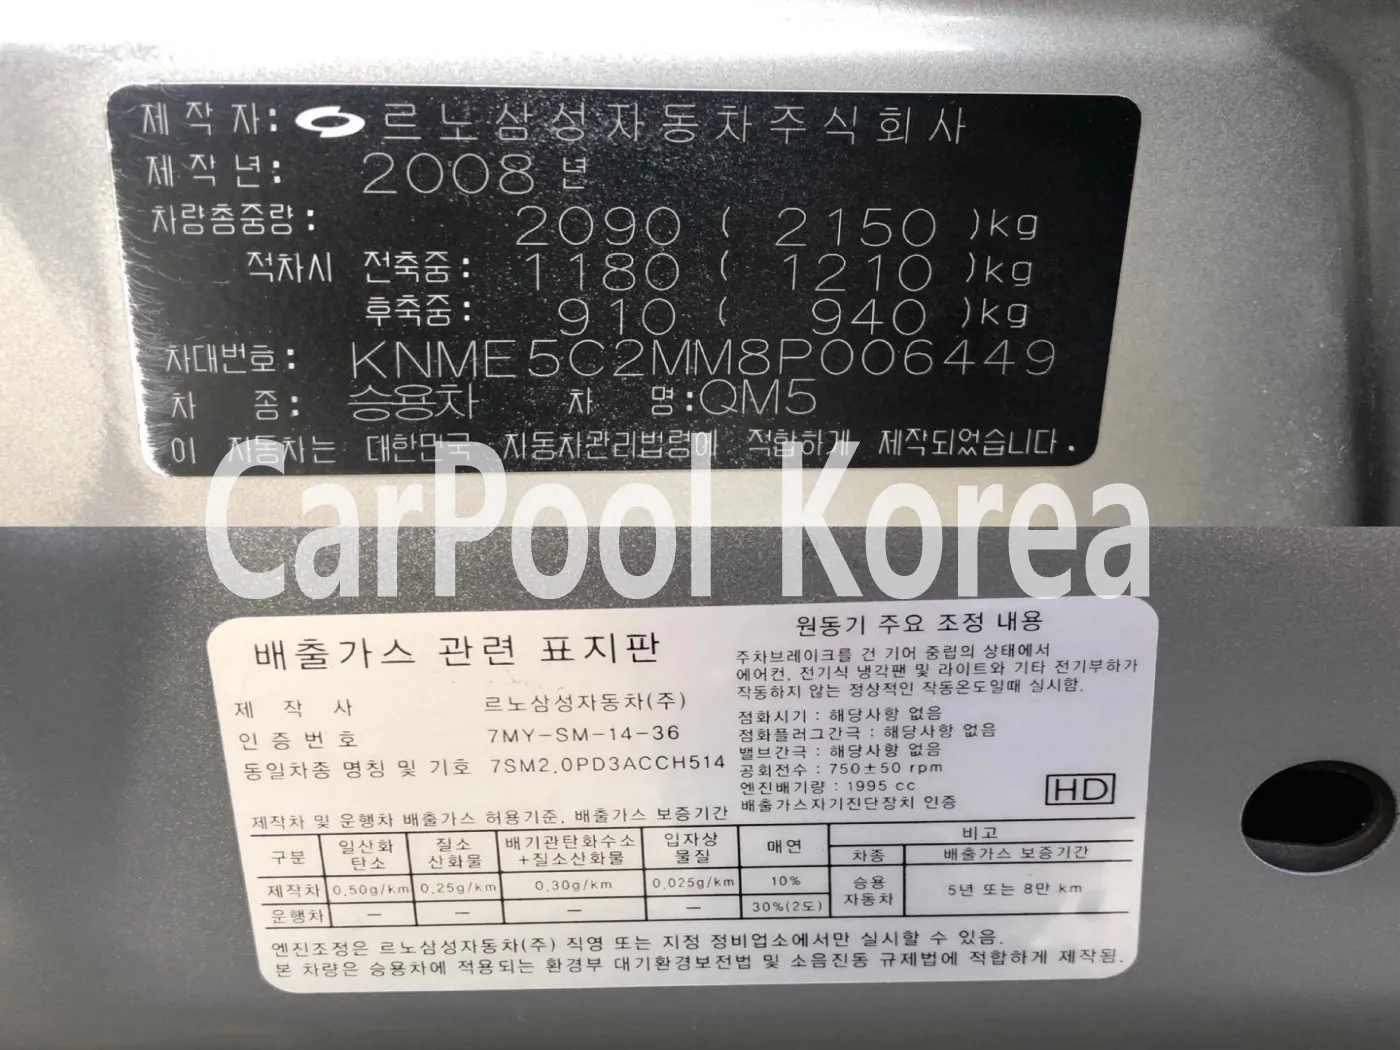 제 작 자: 르노삼성자동차주식회사
제 작 년: 2008 년
차량총중량: 2090 ( 2150 )kg
적차시 전축중: 1180 ( 1210 )kg
후축중: 910 ( 940 )kg
차대번호: KNME5C2MM8P006449
차 종: 승용차 차 명:QM5
이 자동차는 대한민국 자동차관리법령에 적합하게 제작되었습니다.
CarPool Korea
배출가스 관련 표지판
제 작 사 르노삼성자동차(주)
인 증 번 호 7MY-SM-14-36
동일차종 명칭 및 기호 7SM2.0PD3ACCH514
원동기 주요 조정 내용
주차브레이크를 건 기어 중립의 상태에서
에어컨, 전기식 냉각팬 및 라이트와 기타 전기부하가
작동하지 않는 정상적인 작동온도일때 실시함.
점화시기 : 해당사항 없음
점화플러그간극 : 해당사항 없음
밸브간극 : 해당사항 없음
공회전수 : 750±50 rpm
엔진배기량 : 1995 cc
배출가스자기진단장치 인증
HD
제작차 및 운행차 배출가스 허용기준, 배출가스 보증기간
구분 일산화탄소 질소산화물 배기관탄화수소+질소산화물 입자상물질 매연 비고
차종 배출가스 보증기간
제작차 0.50g/km 0.25g/km 0.30g/km 0.025g/km 10% 승용자동차 5년 또는 8만 km
운행차 — — — — 30%(2도)
엔진조정은 르노삼성자동차(주) 직영 또는 지정 정비업소에서만 실시할 수 있음.
본 차량은 승용차에 적용되는 환경부 대기환경보전법 및 소음진동 규제법에 적합하게 제작됨.